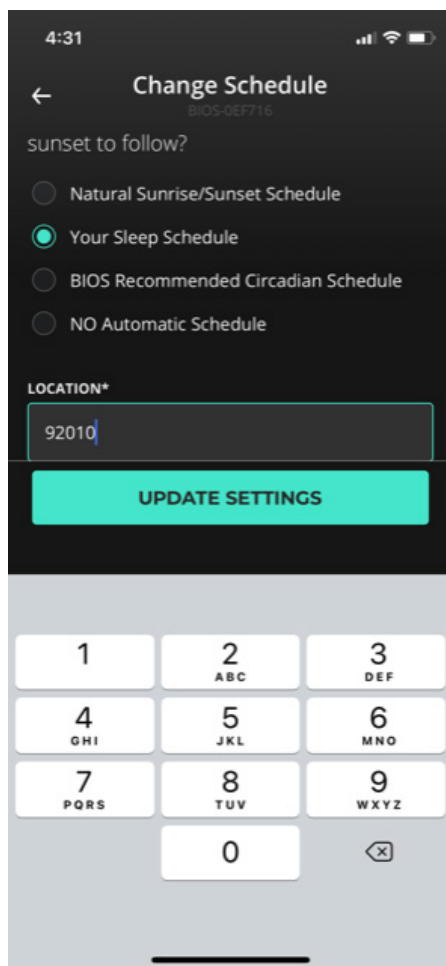 4:31
Change Schedule
BIOS-0EF716
sunset to follow?
Natural Sunrise/Sunset Schedule
Your Sleep Schedule
BIOS Recommended Circadian Schedule
NO Automatic Schedule
LOCATION*
92010
UPDATE SETTINGS
1 2 3
ABC DEF
4 5 6
GHI JKL MNO
7 8 9
PQRS TUV WXYZ
0